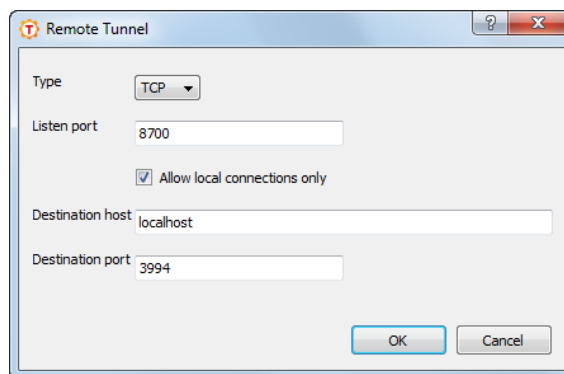 Remote Tunnel
Type
TCP
Listen port
8700
Allow local connections only
Destination host
localhost
Destination port
3994
OK
Cancel